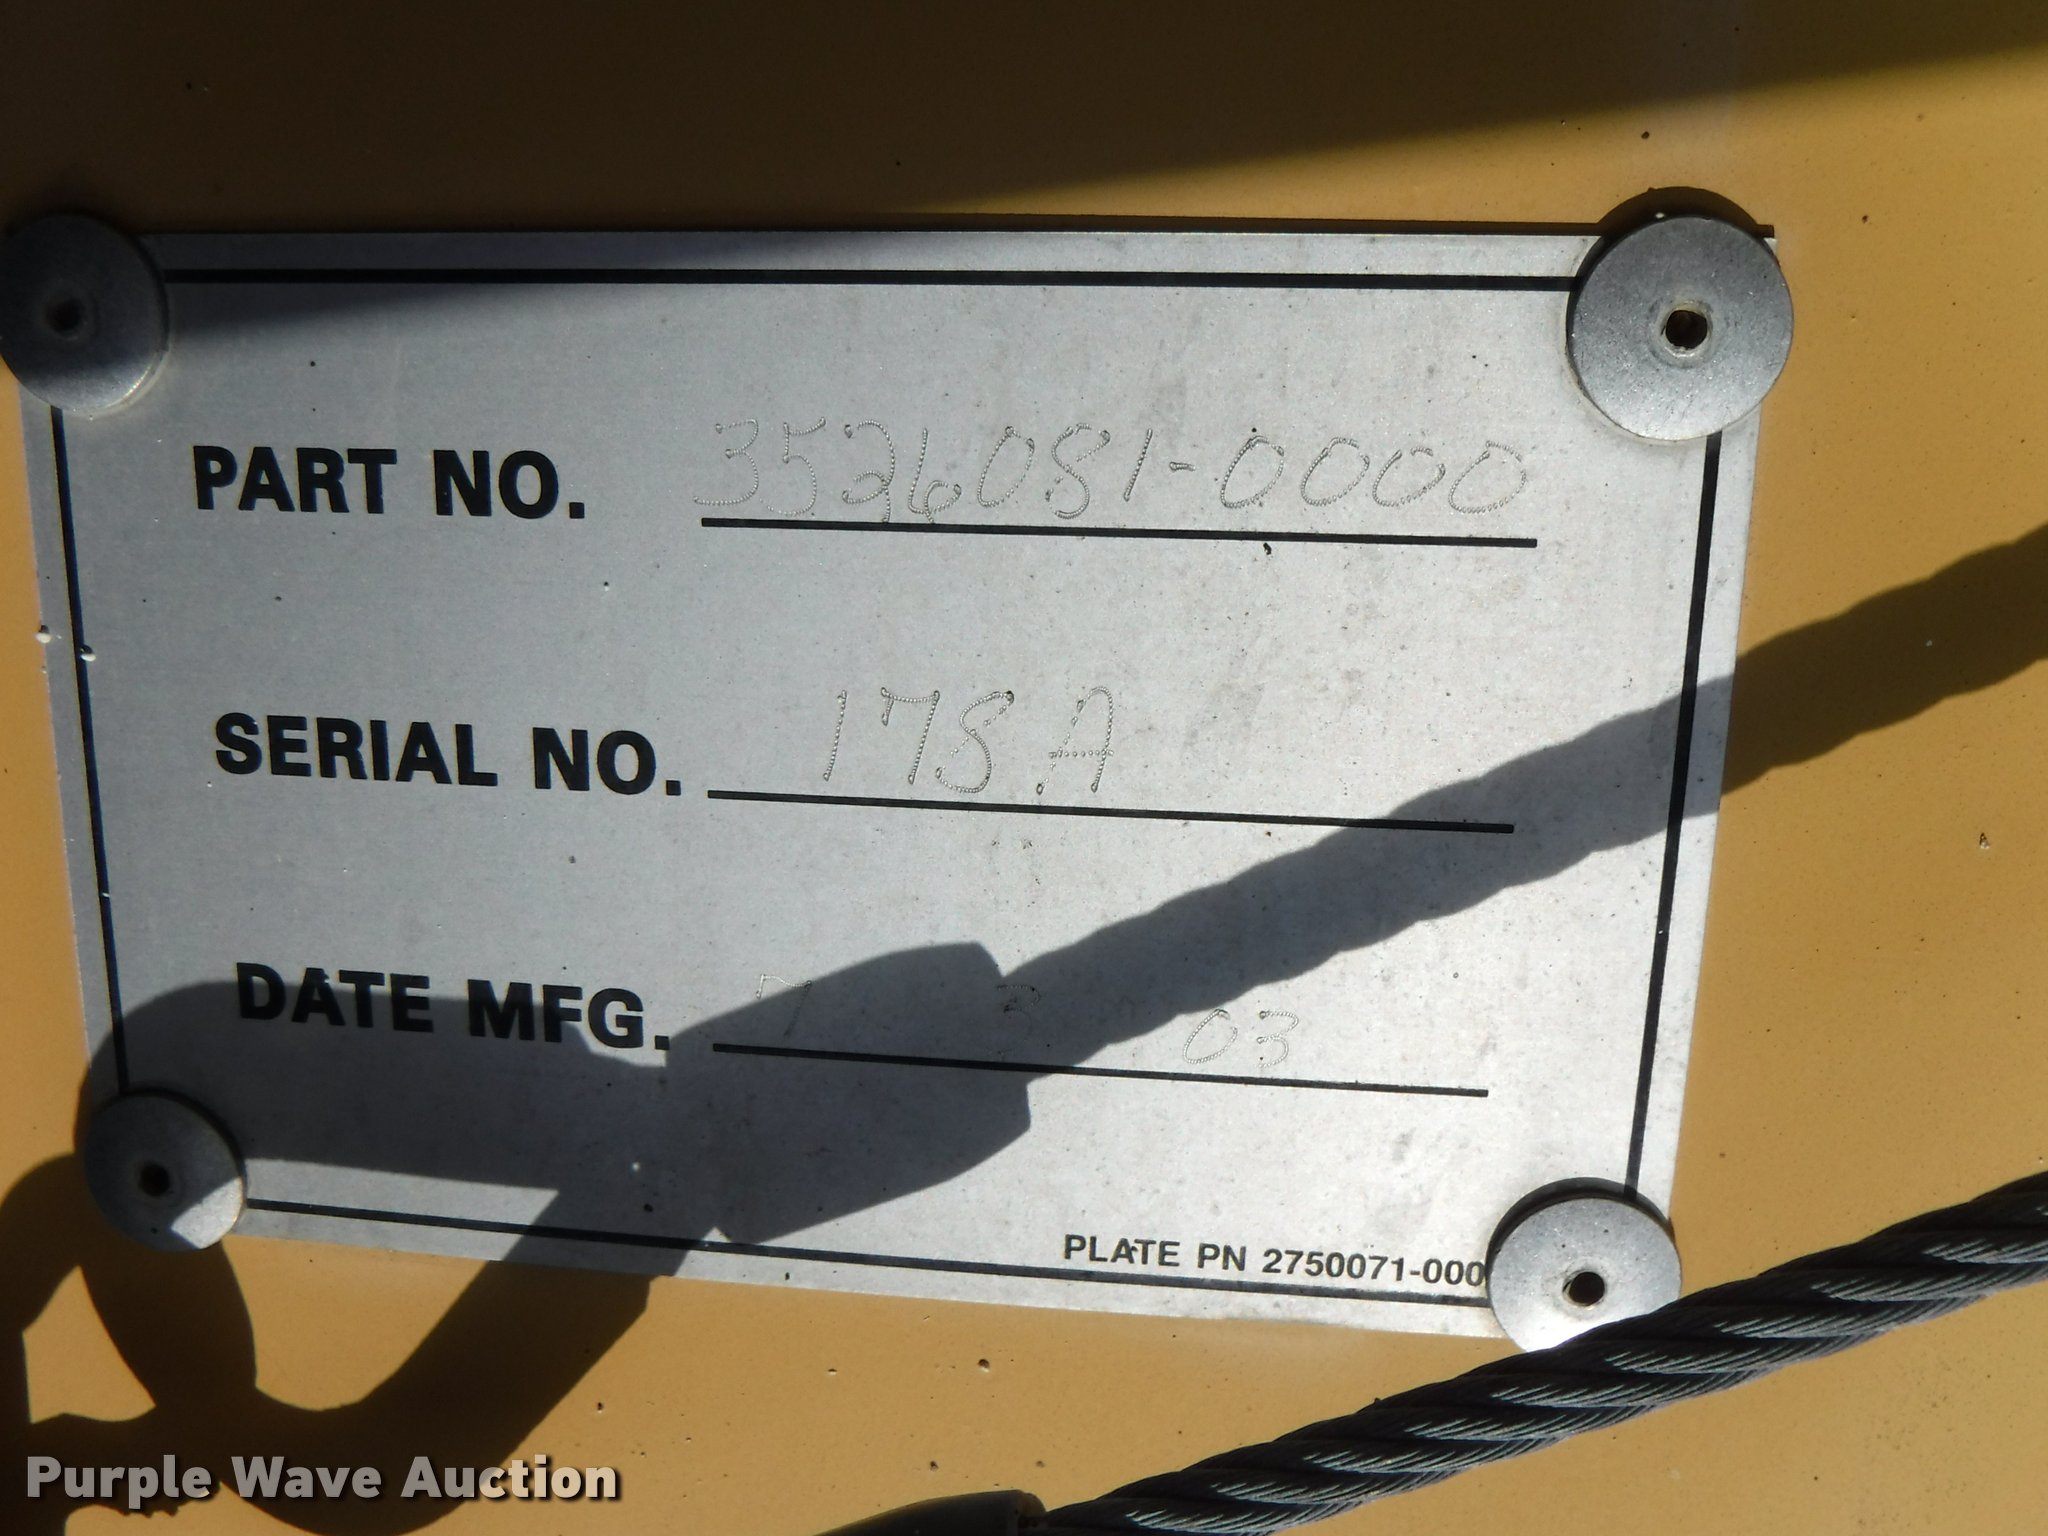 PART NO. 3526081-0000
SERIAL NO. 178A
DATE MFG. 7 3 03
PLATE PN 2750071-000
Purple Wave Auction